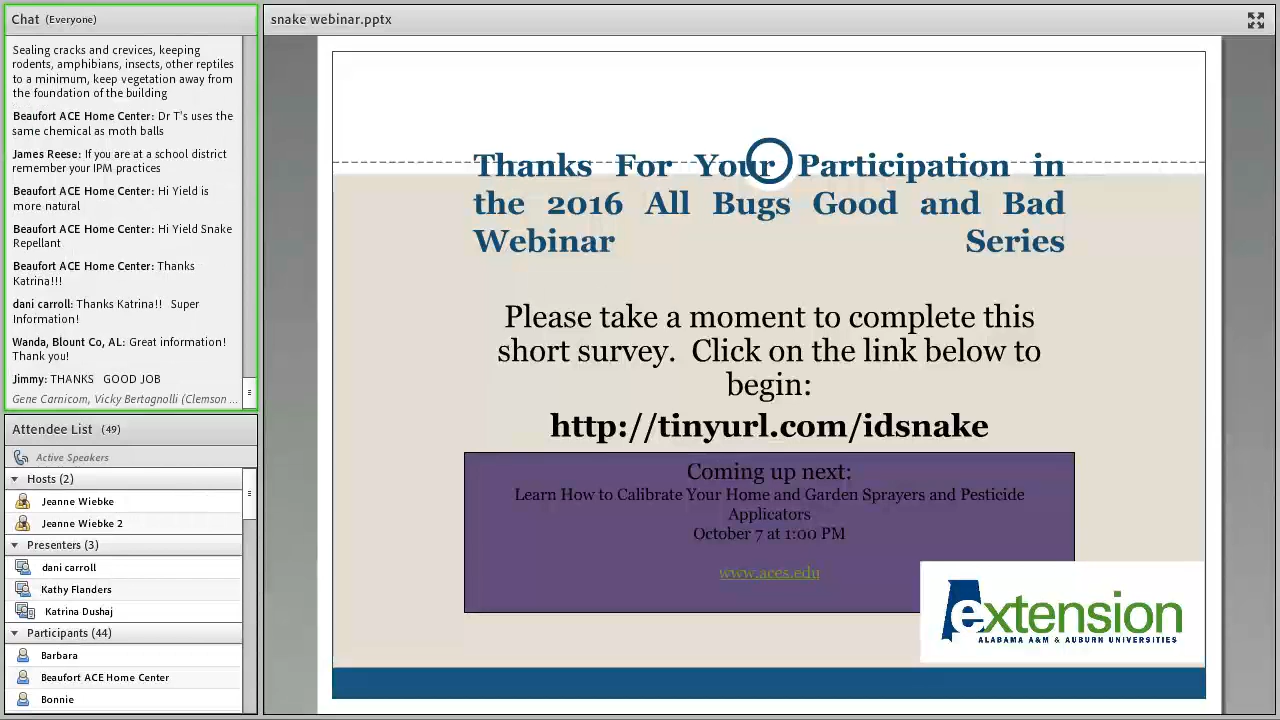 Chat (Everyone)
Sealing cracks and crevices, keeping
rodents, amphibians, insects, other reptiles
to a minimum, keep vegetation away from
the foundation of the building
Beaufort ACE Home Center: Dr T's uses the
same chemical as moth balls
James Reese: If you are at a school district
remember your IPM practices
Beaufort ACE Home Center: Hi Yield is
more natural
Beaufort ACE Home Center: Hi Yield Snake
Repellant
Beaufort ACE Home Center: Thanks
Katrina!!!
dani carroll: Thanks Katrina!! Super
Information!
Wanda, Blount Co, AL: Great information!
Thank you!
Jimmy: THANKS GOOD JOB
Gene Carnicom, Vicky Bertagnolli (Clemson ...
Attendee List (49)
Active Speakers
Hosts (2)
Jeanne Wiebke
Jeanne Wiebke 2
Presenters (3)
dani carroll
Kathy Flanders
Katrina Dushaj
Participants (44)
Barbara
Beaufort ACE Home Center
Bonnie
snake webinar.pptx
Thanks For Your Participation in
the 2016 All Bugs Good and Bad
Webinar Series
Please take a moment to complete this
short survey. Click on the link below to
begin:
http://tinyurl.com/idsnake
Coming up next:
Learn How to Calibrate Your Home and Garden Sprayers and Pesticide
Applicators
October 7 at 1:00 PM
www.aces.edu
extension
ALABAMA A&M & AUBURN UNIVERSITIES